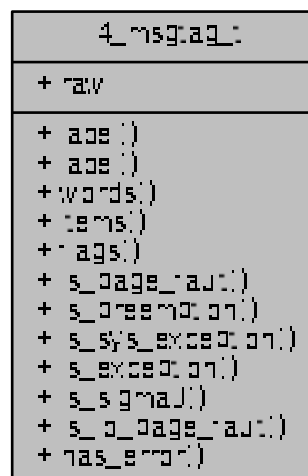 l4_msgtag_t
+ raw
+ label()
+ label()
+ words()
+ items()
+ flags()
+ is_page_fault()
+ is_preemption()
+ is_sys_exception()
+ is_exception()
+ is_sigma0()
+ is_io_page_fault()
+ has_error()